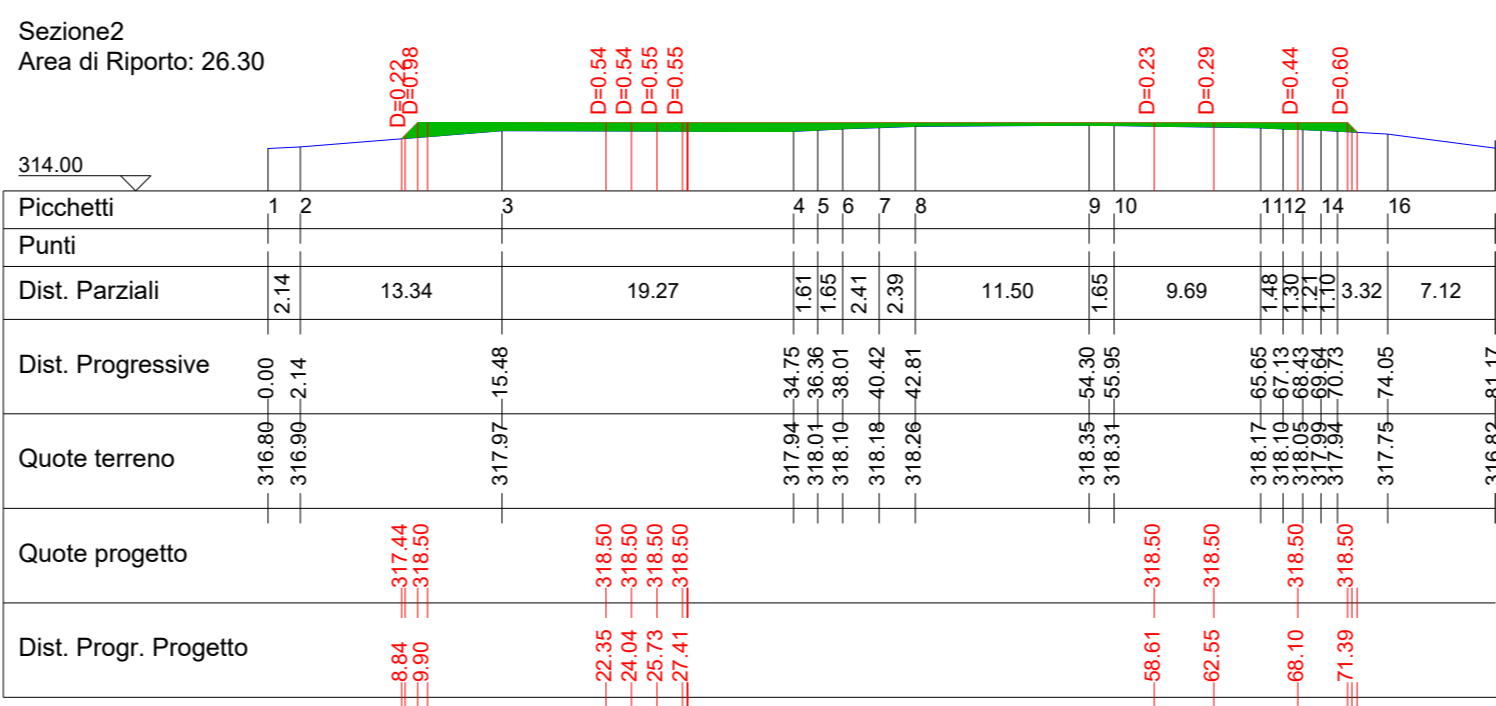 Sezione2
Area di Riporto: 26.30
D=0.22 D=0.98 D=0.54 D=0.54 D=0.55 D=0.55 D=0.23 D=0.29 D=0.44 D=0.60
314.00
Picchetti 1 2 3 4 5 6 7 8 9 10 11 12 14 16
Punti
Dist. Parziali 2.14 13.34 19.27 1.61 1.65 2.41 2.39 11.50 1.65 9.69 1.48 1.30 1.21 1.10 3.32 7.12
Dist. Progressive 0.00 2.14 15.48 34.75 36.36 38.01 40.42 42.81 54.30 55.95 65.65 67.13 68.43 69.64 70.73 74.05 81.17
Quote terreno 316.80 316.90 317.97 317.94 318.01 318.10 318.18 318.26 318.35 318.31 318.17 318.10 318.05 317.99 317.94 317.75 316.82
Quote progetto 317.44 318.50 318.50 318.50 318.50 318.50 318.50 318.50 318.50 318.50
Dist. Progr. Progetto 8.84 9.90 22.35 24.04 25.73 27.41 58.61 62.55 68.10 71.39